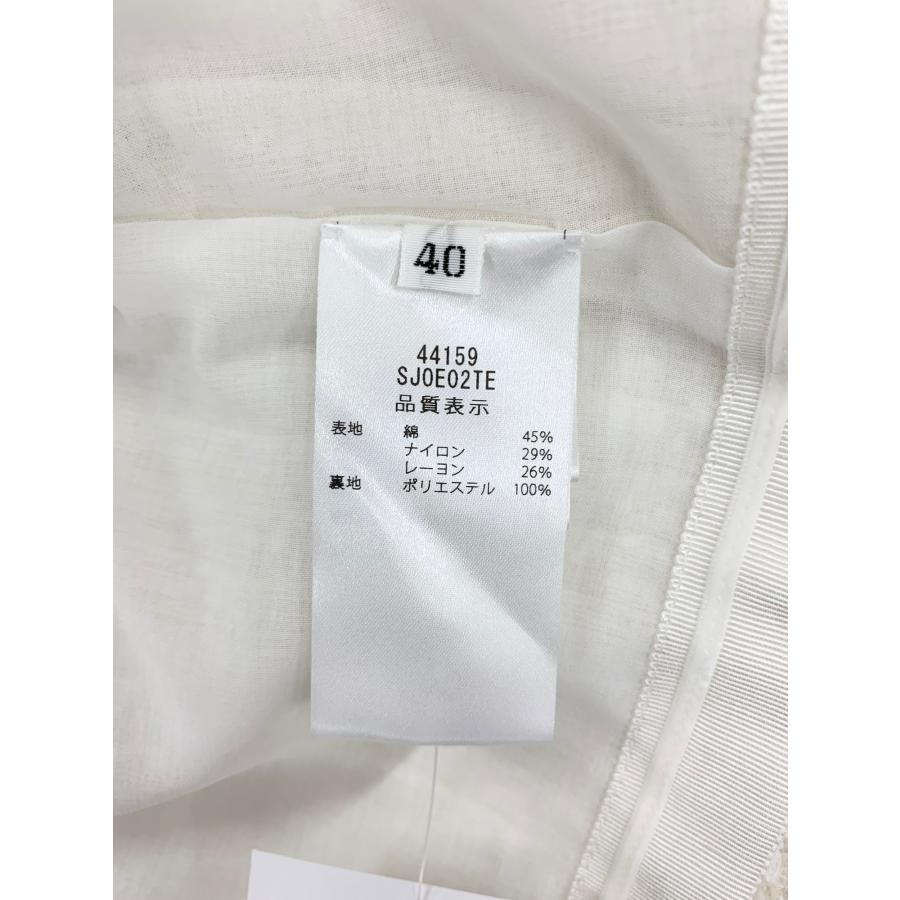 40
44159
SJ0E02TE
品質表示
表地 綿 45%
ナイロン 29%
レーヨン 26%
裏地 ポリエステル 100%